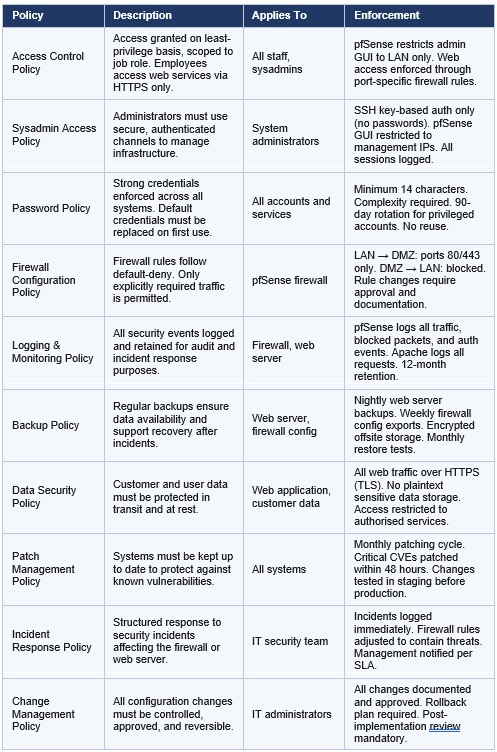 Policy
Description
Applies To
Enforcement
Access Control
Policy
Access granted on least-
privilege basis, scoped to
job role. Employees
access web services via
HTTPS only.
All staff,
sysadmins
pfSense restricts admin
GUI to LAN only. Web
access enforced through
port-specific firewall rules.
Sysadmin Access
Policy
Administrators must use
secure, authenticated
channels to manage
infrastructure.
System
administrators
SSH key-based auth only
(no passwords). pfSense
GUI restricted to
management IPs. All
sessions logged.
Password Policy
Strong credentials
enforced across all
systems. Default
credentials must be
replaced on first use.
All accounts and
services
Minimum 14 characters.
Complexity required. 90-
day rotation for privileged
accounts. No reuse.
Firewall
Configuration
Policy
Firewall rules follow
default-deny. Only
explicitly required traffic
is permitted.
pfSense firewall
LAN → DMZ: ports 80/443
only. DMZ → LAN: blocked.
Rule changes require
approval and
documentation.
Logging &
Monitoring Policy
All security events logged
and retained for audit and
incident response
purposes.
Firewall, web
server
pfSense logs all traffic,
blocked packets, and auth
events. Apache logs all
requests. 12-month
retention.
Backup Policy
Regular backups ensure
data availability and
support recovery after
incidents.
Web server,
firewall config
Nightly web server
backups. Weekly firewall
config exports. Encrypted
offsite storage. Monthly
restore tests.
Data Security
Policy
Customer and user data
must be protected in
transit and at rest.
Web application,
customer data
All web traffic over HTTPS
(TLS). No plaintext
sensitive data storage.
Access restricted to
authorised services.
Patch
Management
Policy
Systems must be kept up
to date to protect against
known vulnerabilities.
All systems
Monthly patching cycle.
Critical CVEs patched
within 48 hours. Changes
tested in staging before
production.
Incident
Response Policy
Structured response to
security incidents
affecting the firewall or
web server.
IT security team
Incidents logged
immediately. Firewall rules
adjusted to contain threats.
Management notified per
SLA.
Change
Management
Policy
All configuration changes
must be controlled,
approved, and reversible.
IT administrators
All changes documented
and approved. Rollback
plan required. Post-
implementation review
mandatory.